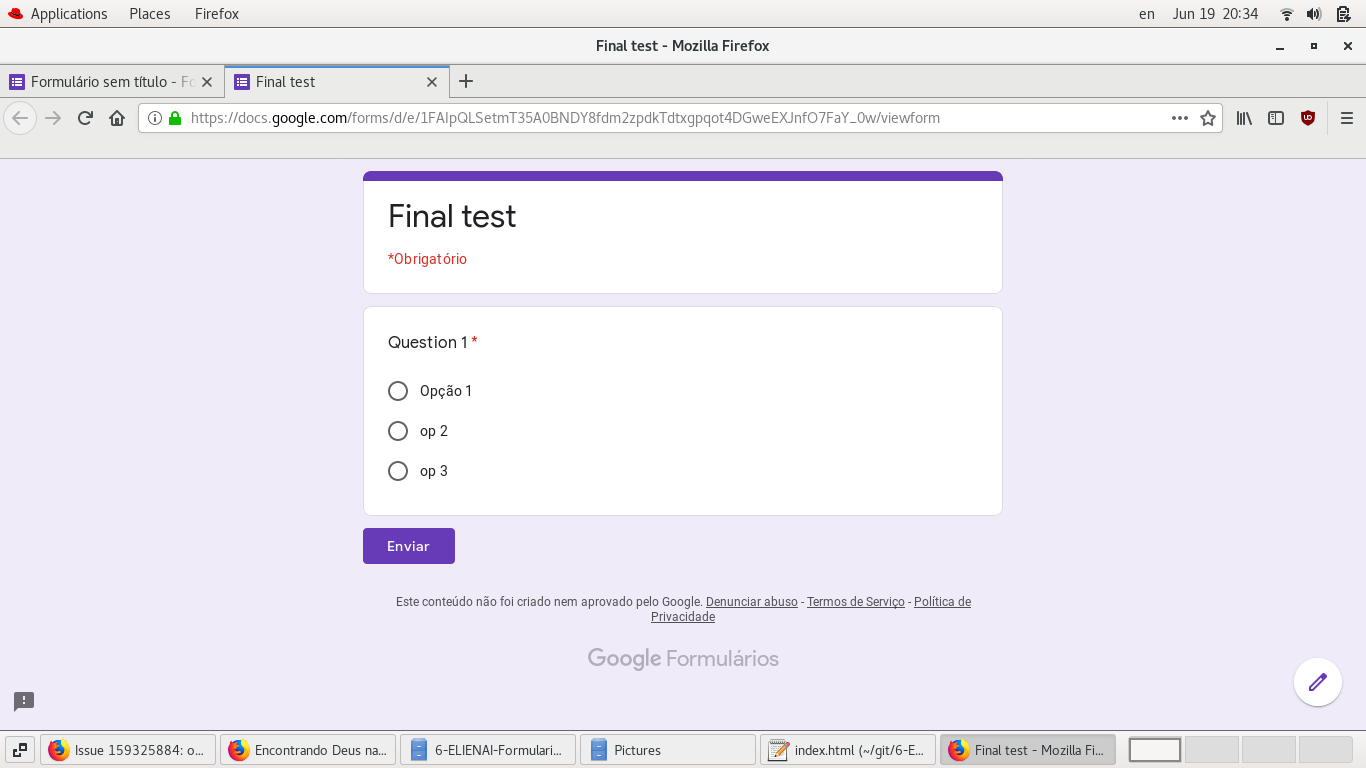 Applications Places Firefox en Jun 19 20:34
Final test - Mozilla Firefox
Formulário sem título - Fo Final test
https://docs.google.com/forms/d/e/1FAIpQLSetmT35A0BNDY8fdm2zpdkTdtxgpqot4DGweEXJnfO7FaY_0w/viewform
Final test
*Obrigatório
Question 1 *
Opção 1
op 2
op 3
Enviar
Este conteúdo não foi criado nem aprovado pelo Google. Denunciar abuso - Termos de Serviço - Política de
Privacidade
Google Formulários
Issue 159325884: o... Encontrando Deus na... 6-ELIENAI-Formulari... Pictures index.html (~/git/6-E... Final test - Mozilla Fi...